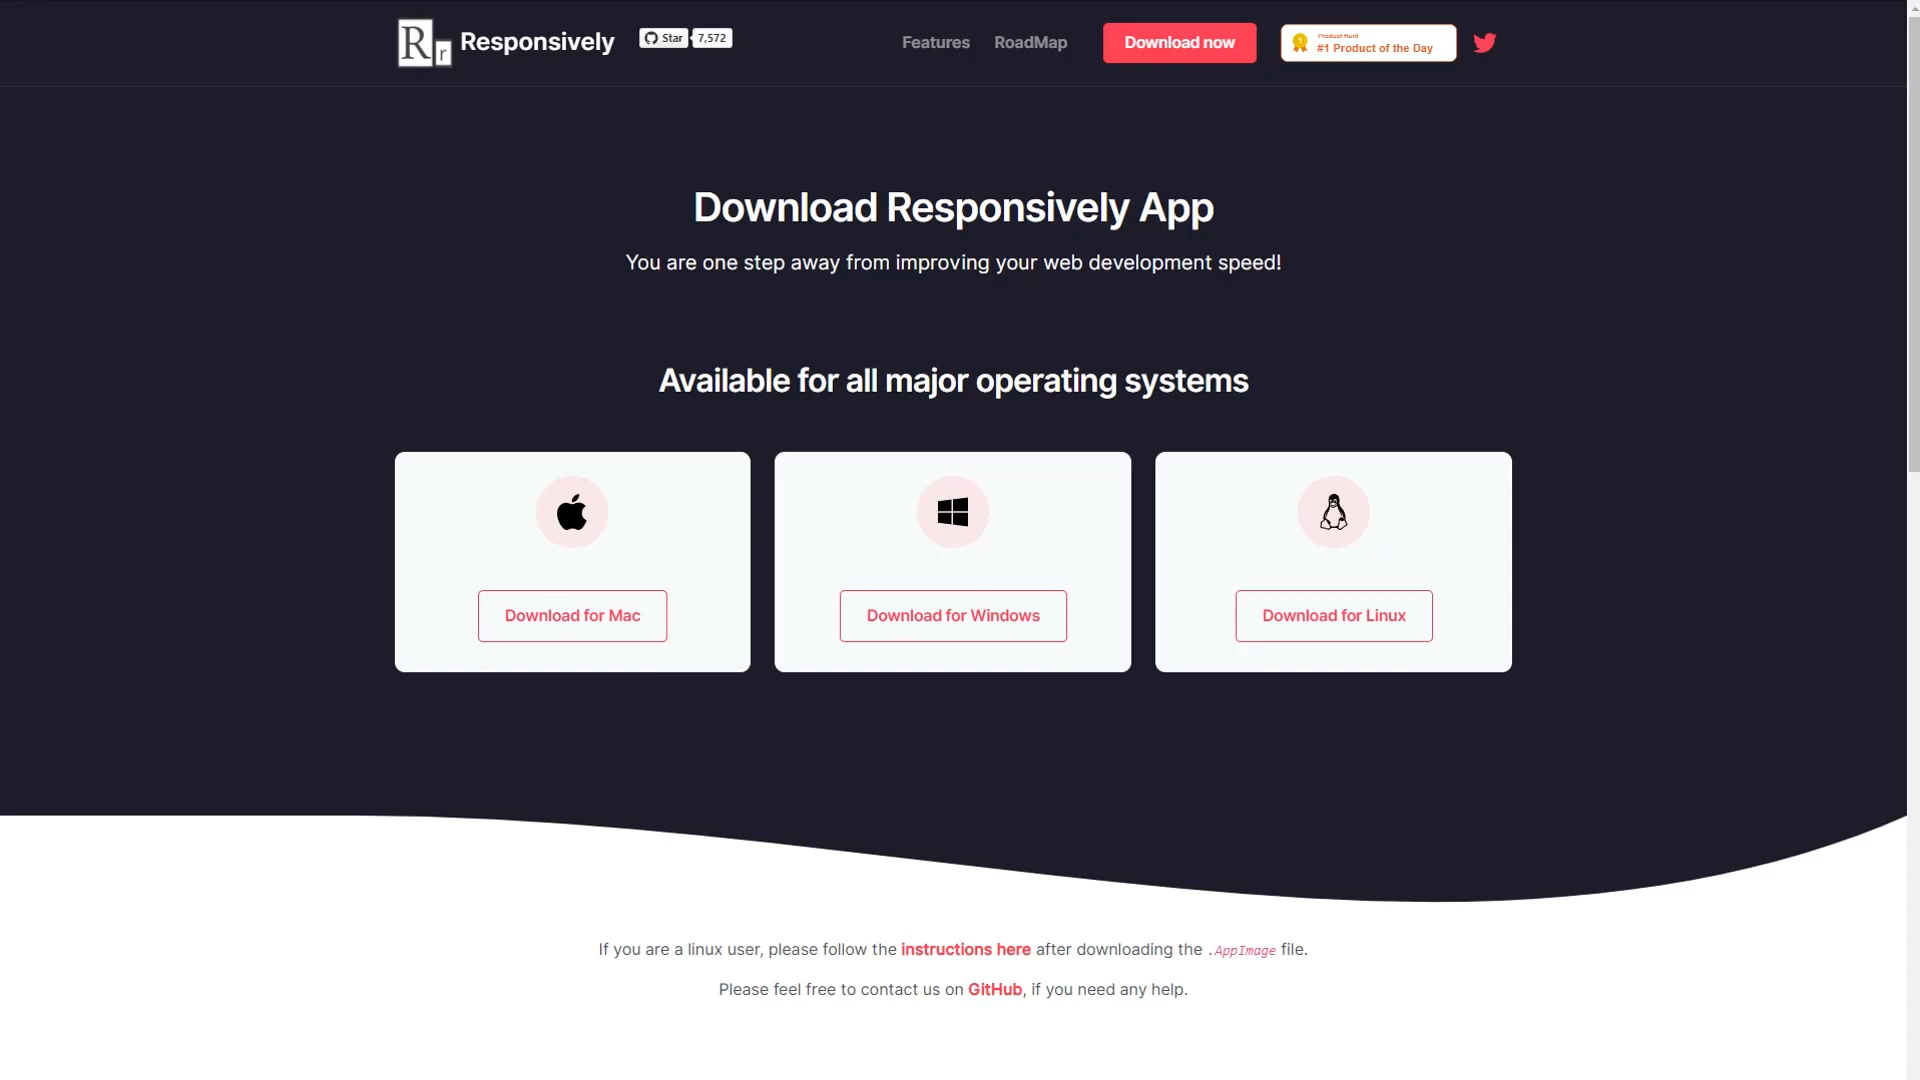 Rr Responsively
Star 7,572
Features RoadMap Download now
Product Hunt
#1 Product of the Day
Download Responsively App
You are one step away from improving your web development speed!
Available for all major operating systems
Download for Mac
Download for Windows
Download for Linux
If you are a linux user, please follow the instructions here after downloading the .AppImage file.
Please feel free to contact us on GitHub, if you need any help.